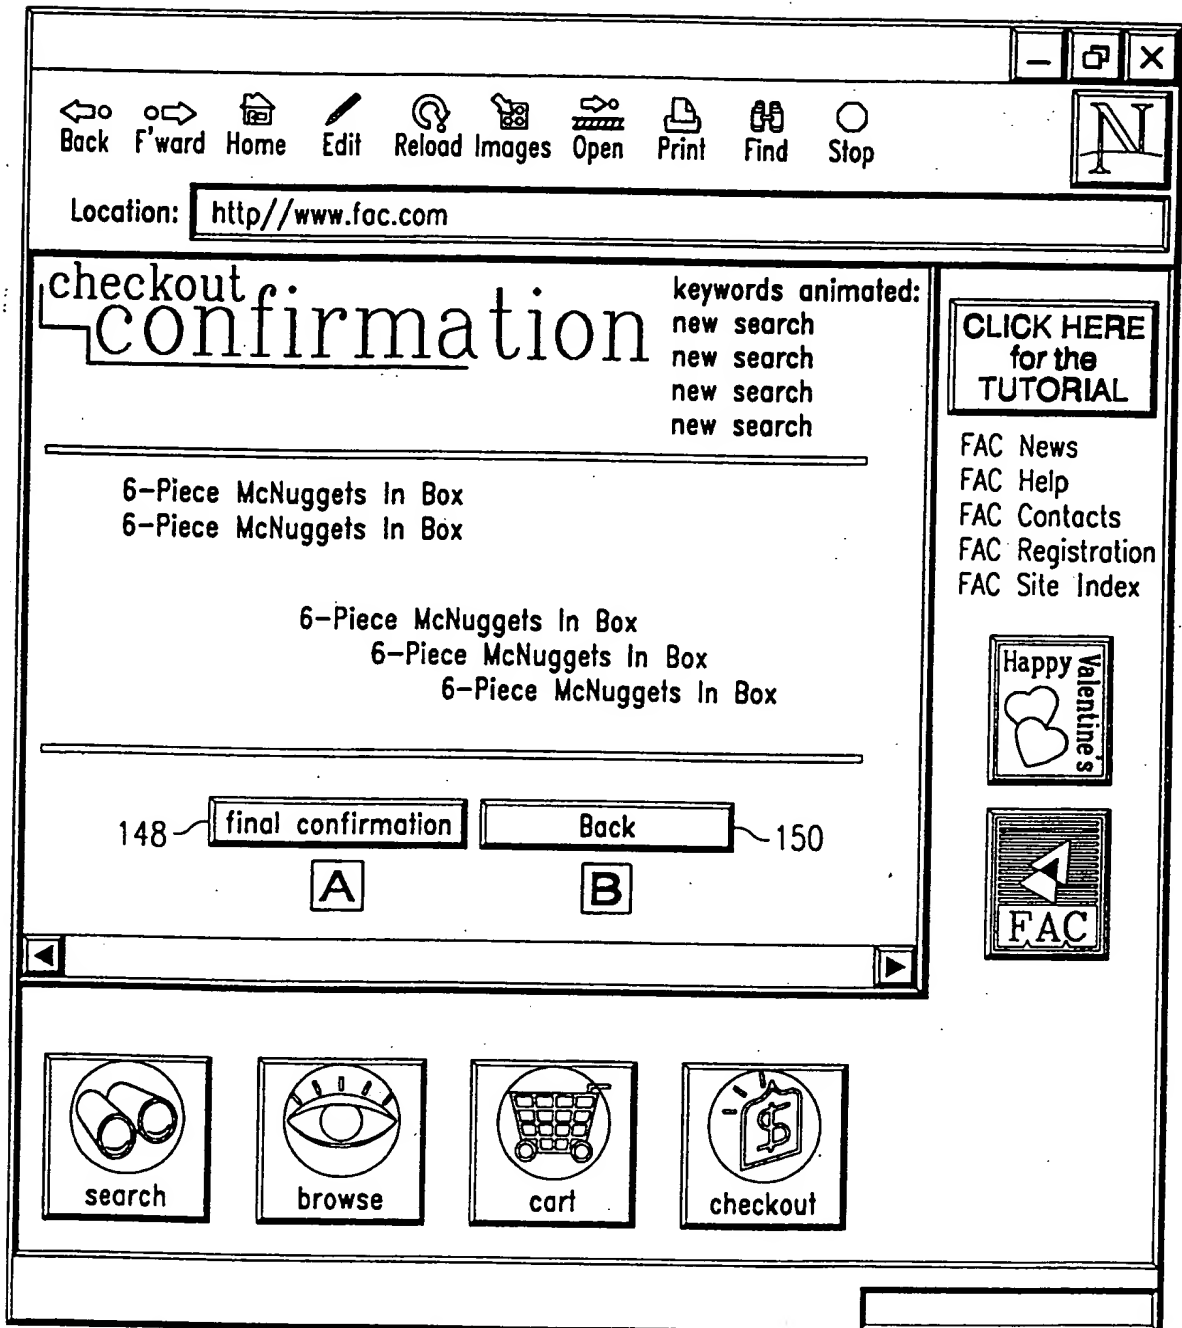 Back F'ward Home Edit Reload Images Open Print Find Stop
N
Location: http//www.fac.com
checkout
confirmation
keywords animated:
new search
new search
new search
new search
CLICK HERE
for the
TUTORIAL
FAC News
FAC Help
FAC Contacts
FAC Registration
FAC Site Index
6-Piece McNuggets In Box
6-Piece McNuggets In Box
6-Piece McNuggets In Box
6-Piece McNuggets In Box
6-Piece McNuggets In Box
Happy
Valentine's
148 final confirmation Back 150
A B
FAC
$
search browse cart checkout